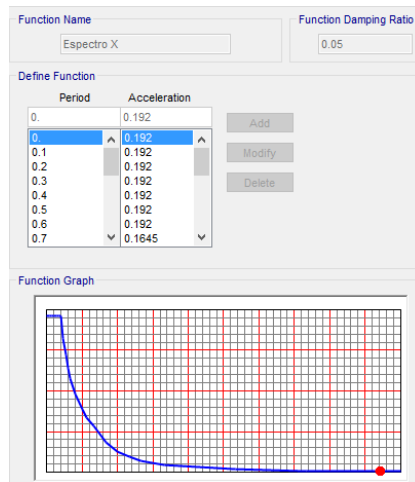 Function Name Function Damping Ratio
Espectro X 0.05
Define Function
Period Acceleration
0. 0.192 Add
0. 0.192
0.1 0.192 Modify
0.2 0.192
0.3 0.192 Delete
0.4 0.192
0.5 0.192
0.6 0.192
0.7 0.1645
Function Graph